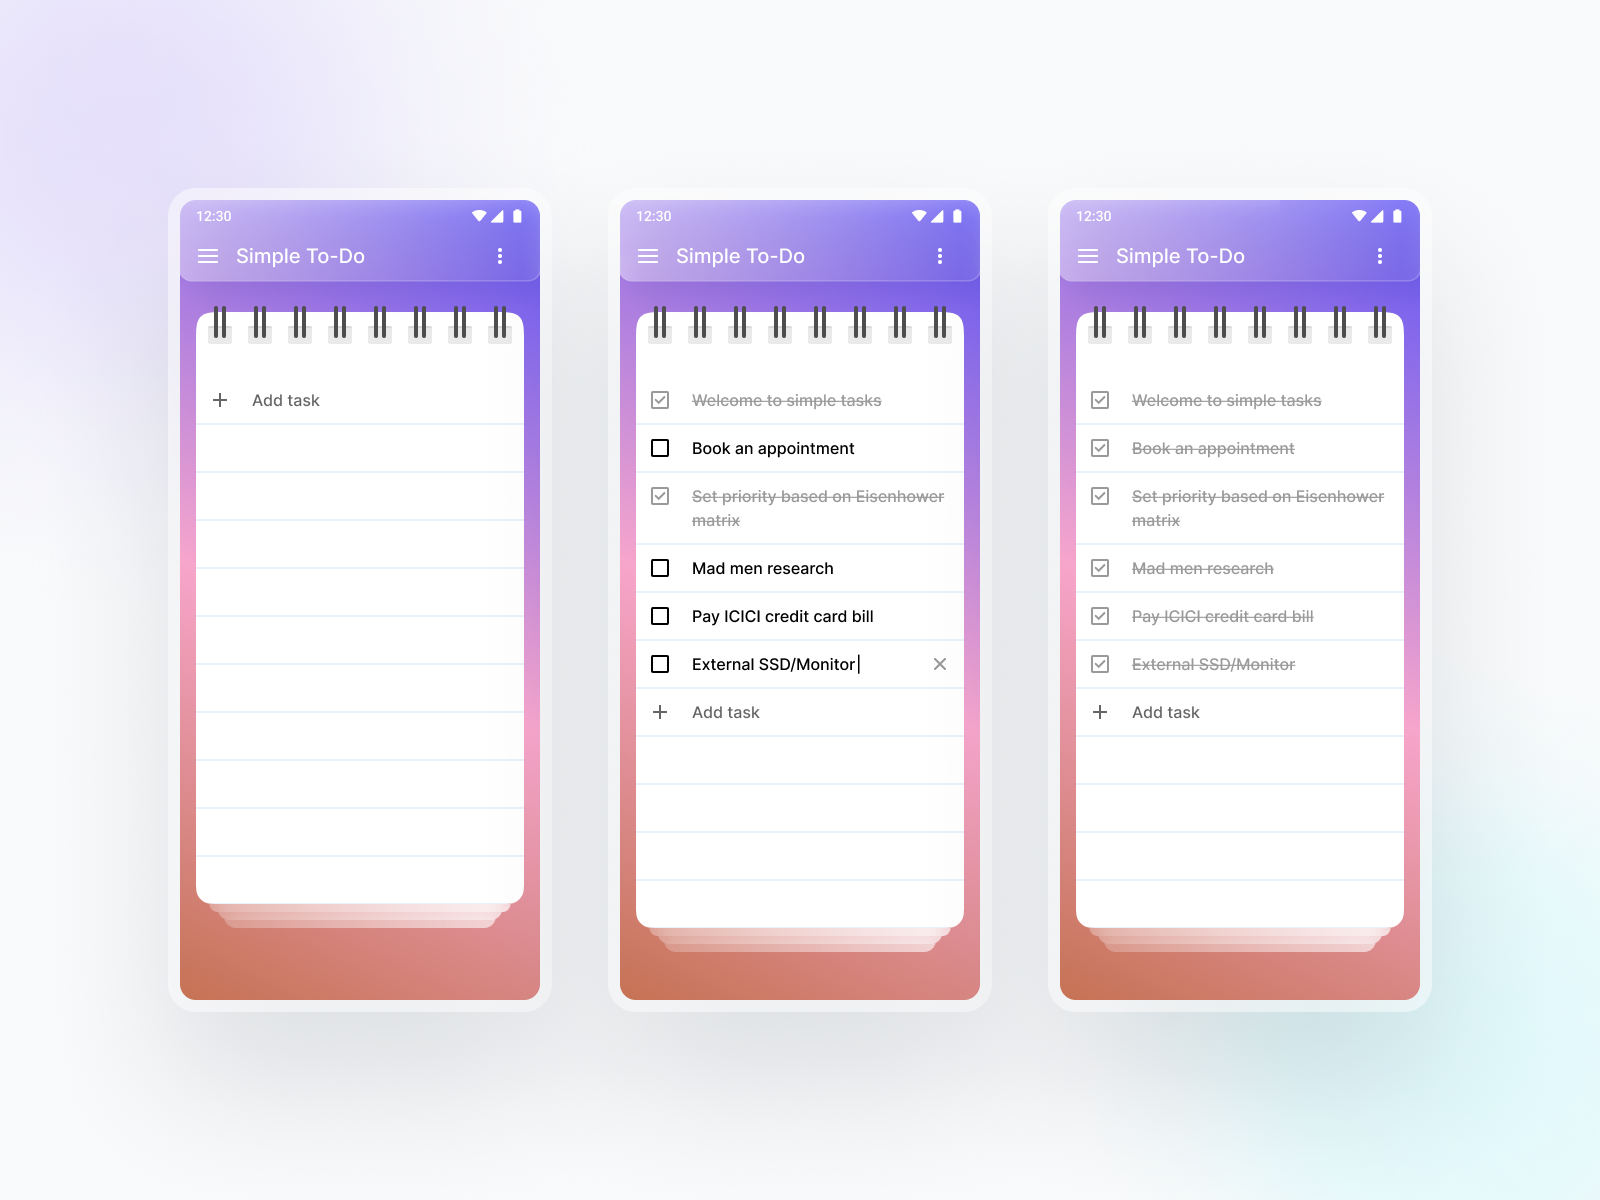 12:30
Simple To-Do
Add task
12:30
Simple To-Do
Welcome to simple tasks
Book an appointment
Set priority based on Eisenhower
matrix
Mad men research
Pay ICICI credit card bill
External SSD/Monitor
Add task
12:30
Simple To-Do
Welcome to simple tasks
Book an appointment
Set priority based on Eisenhower
matrix
Mad men research
Pay ICICI credit card bill
External SSD/Monitor
Add task